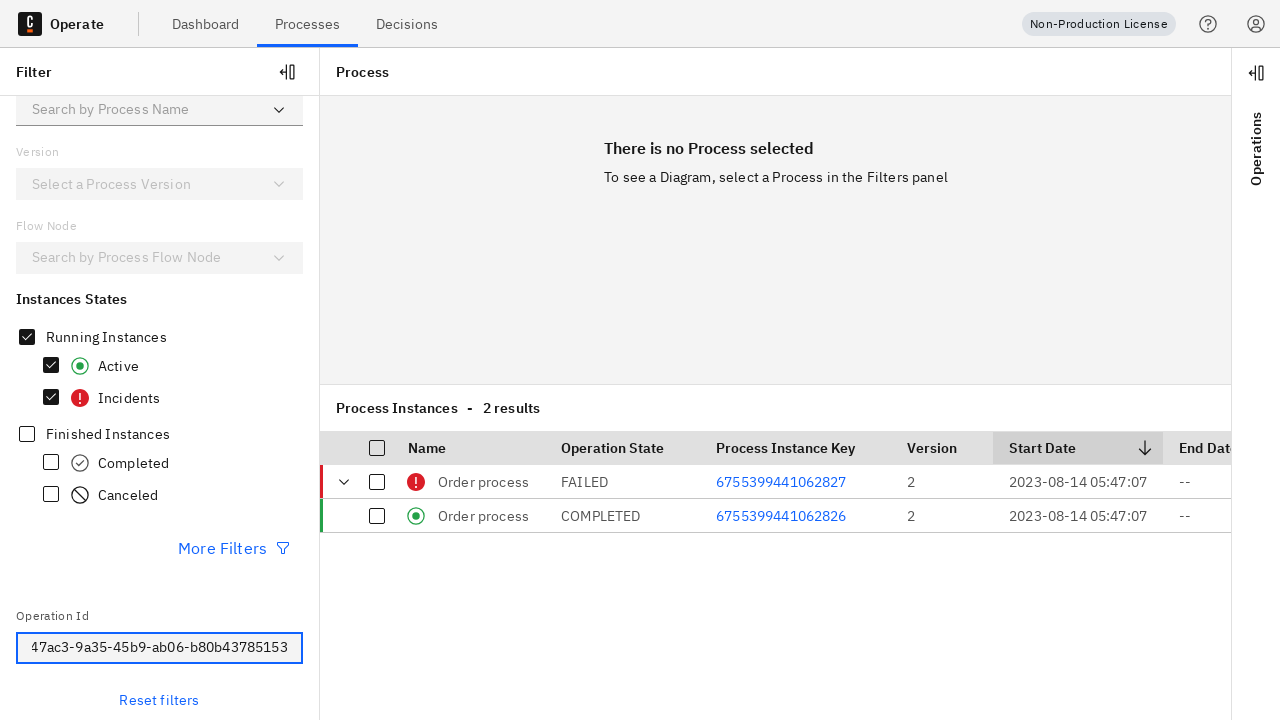 Operate
Dashboard
Processes
Decisions
Non-Production License
Filter
Search by Process Name
Version
Select a Process Version
Flow Node
Search by Process Flow Node
Instances States
Running Instances
Active
Incidents
Finished Instances
Completed
Canceled
More Filters
Operation Id
47ac3-9a35-45b9-ab06-b80b43785153
Reset filters
Process
There is no Process selected
To see a Diagram, select a Process in the Filters panel
Process Instances - 2 results
Name Operation State Process Instance Key Version Start Date End Date
Order process FAILED 6755399441062827 2 2023-08-14 05:47:07 --
Order process COMPLETED 6755399441062826 2 2023-08-14 05:47:07 --
Operations